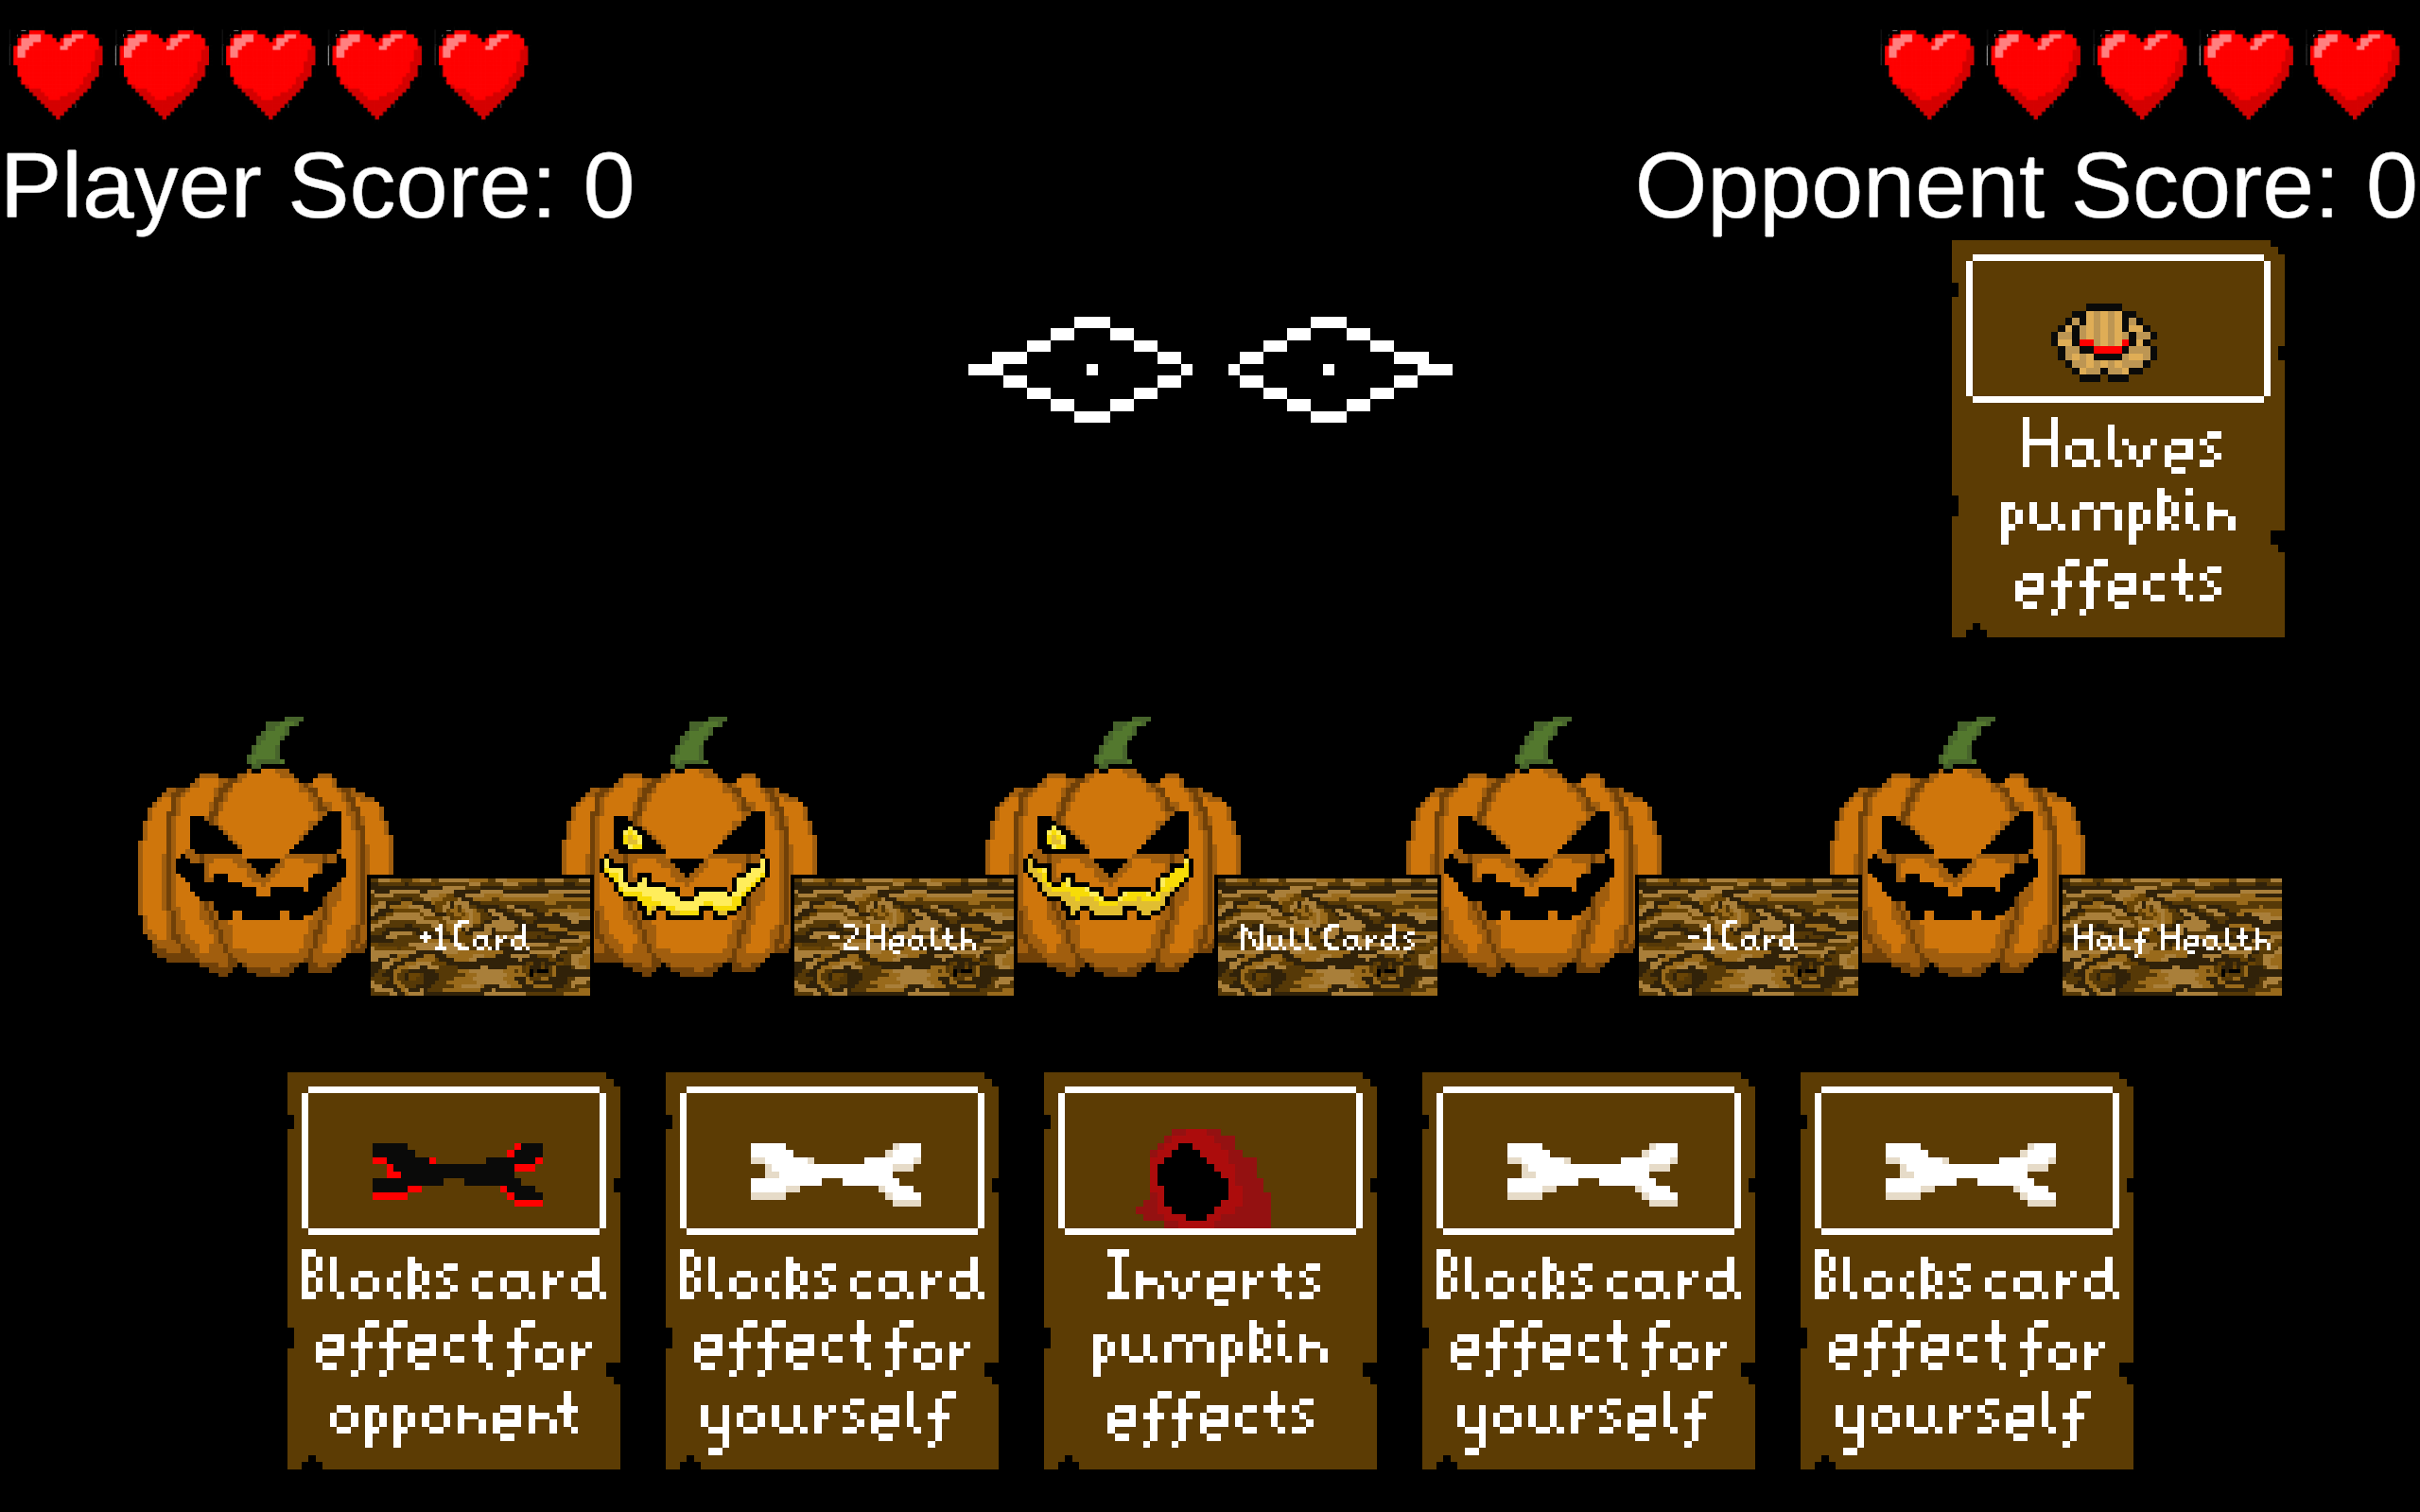 Player Score: 0
Opponent Score: 0
Halves
pumpkin
effects
+1 Card
-2 Health
Null Cards
-1 Card
Half Health
Blocks card
effect for
opponent
Blocks card
effect for
yourself
Inverts
pumpkin
effects
Blocks card
effect for
yourself
Blocks card
effect for
yourself